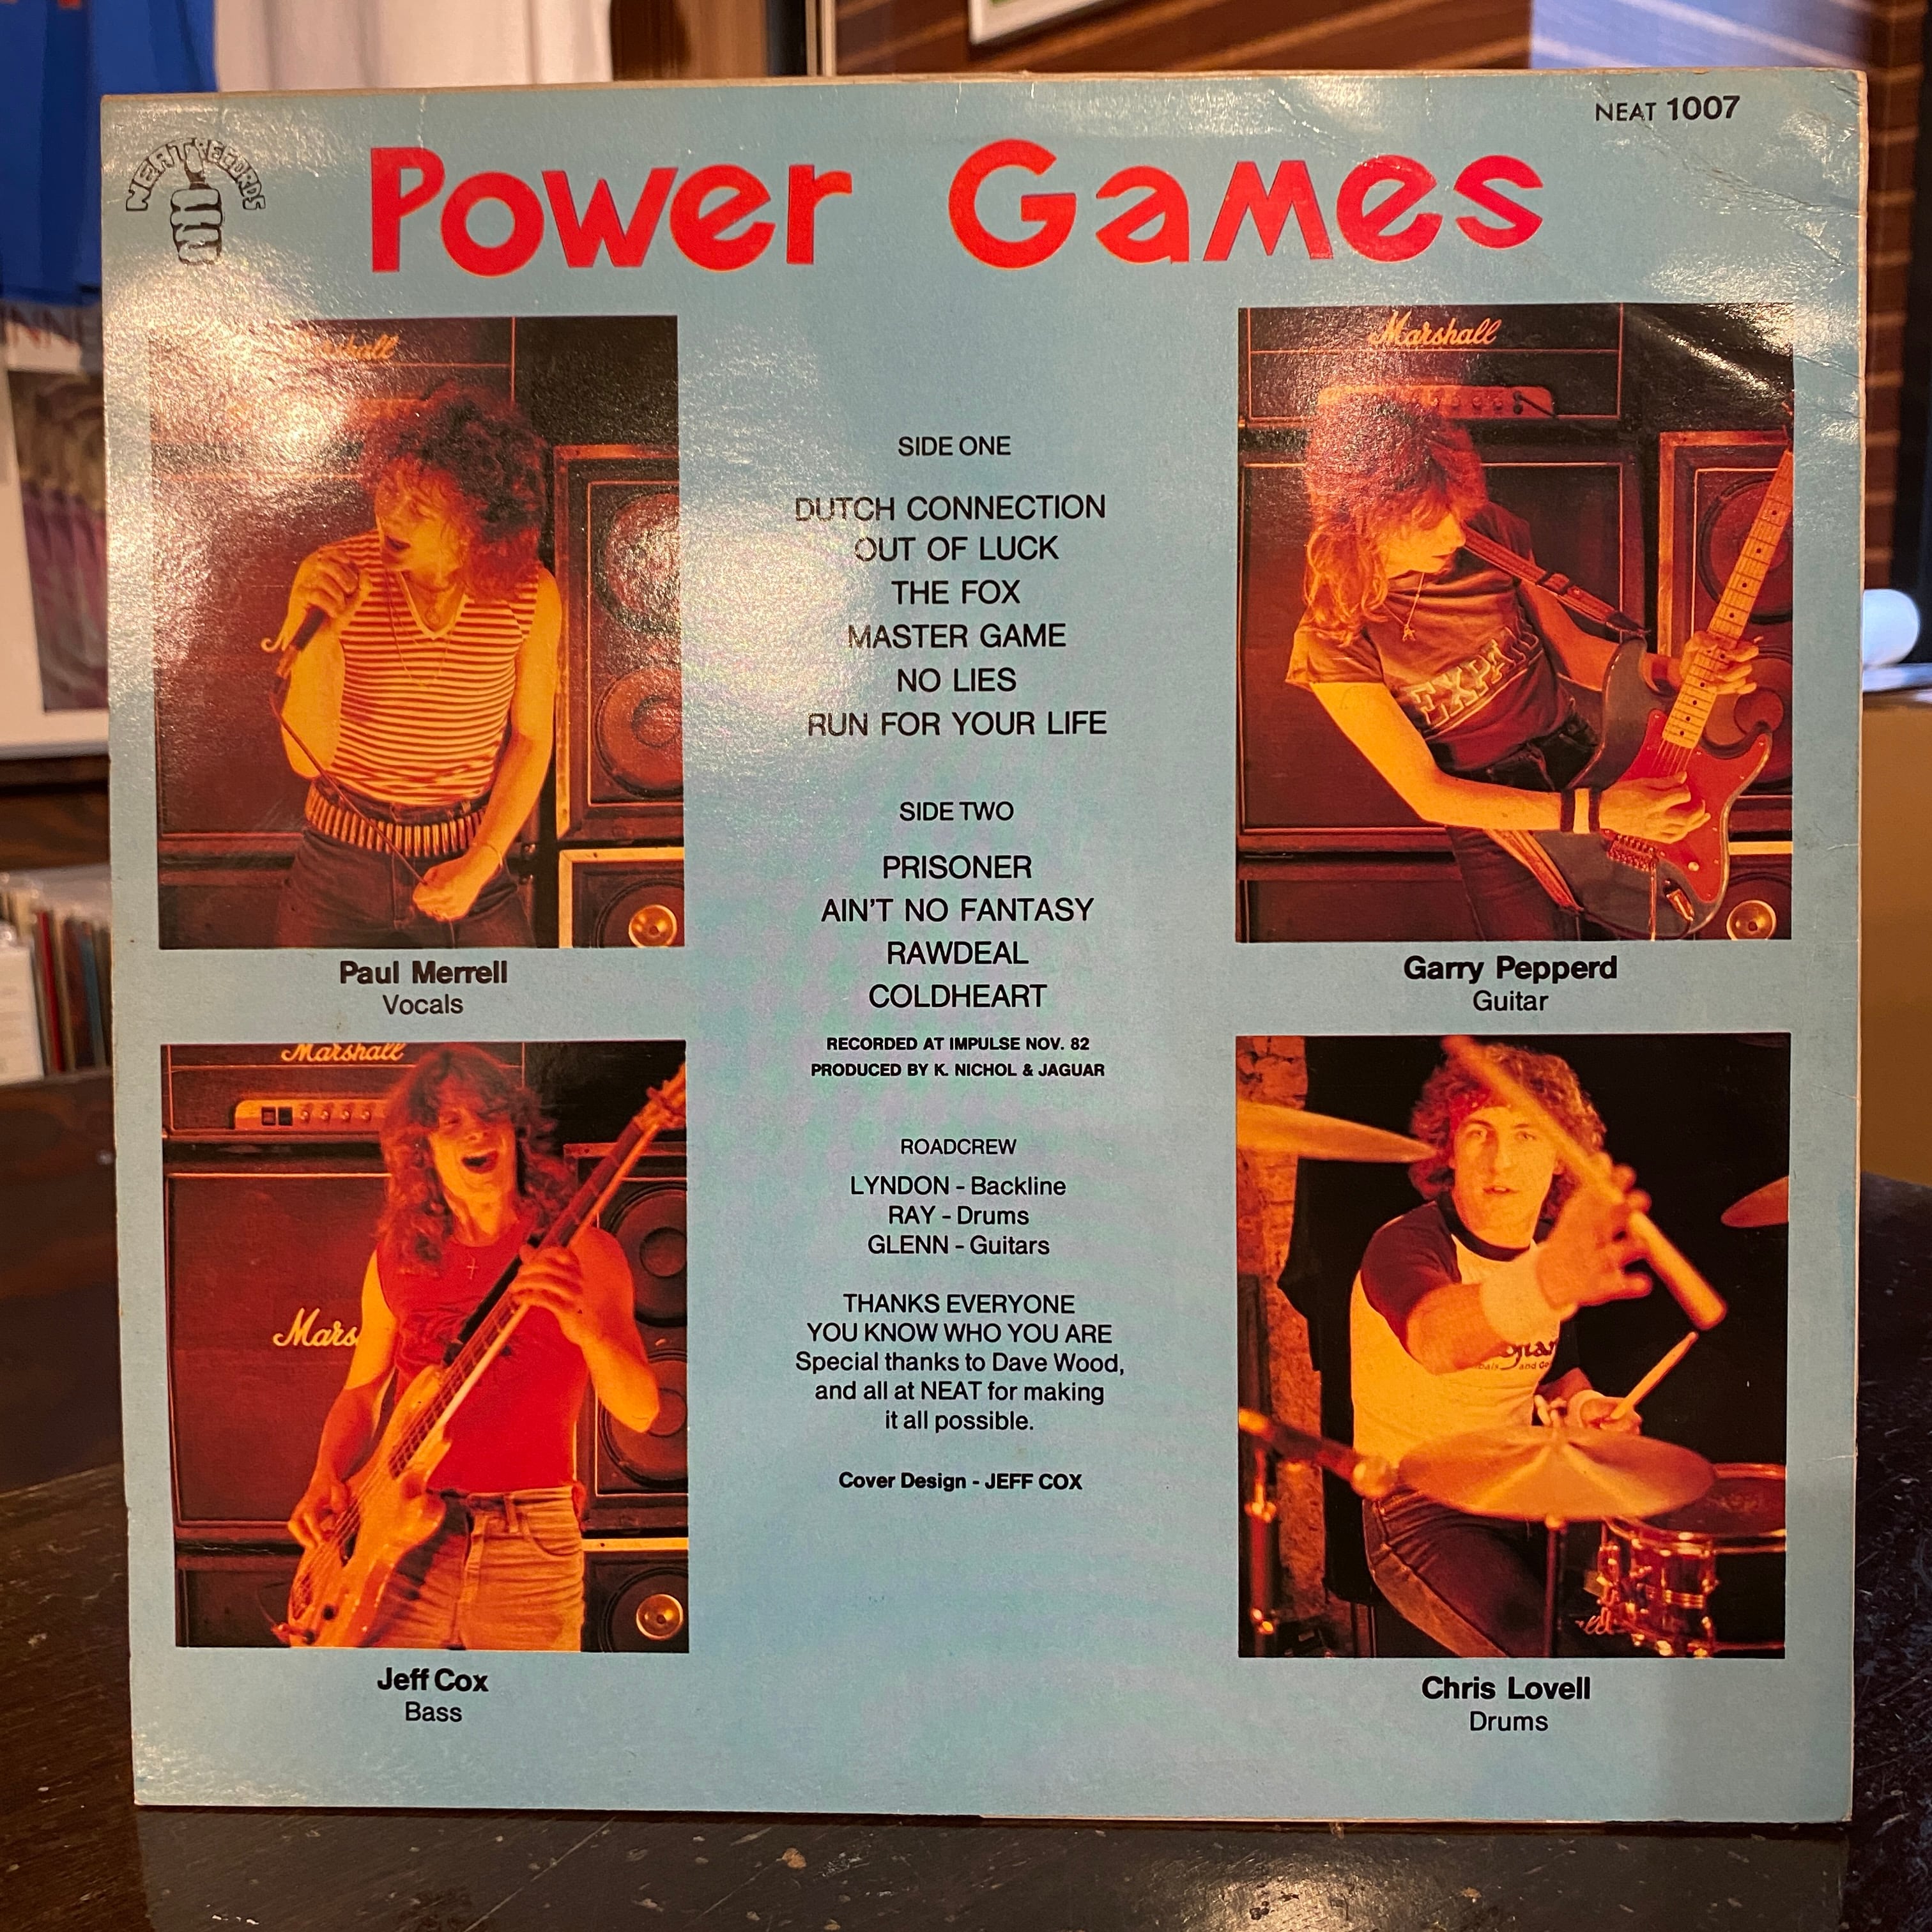 NEAT 1007
NEAT RECORDS
Power Games
Marshall
Marshall
SIDE ONE
DUTCH CONNECTION
OUT OF LUCK
THE FOX
MASTER GAME
NO LIES
RUN FOR YOUR LIFE
SIDE TWO
PRISONER
AIN'T NO FANTASY
RAWDEAL
COLDHEART
RECORDED AT IMPULSE NOV. 82
PRODUCED BY K. NICHOL & JAGUAR
ROADCREW
LYNDON - Backline
RAY - Drums
GLENN - Guitars
THANKS EVERYONE
YOU KNOW WHO YOU ARE
Special thanks to Dave Wood,
and all at NEAT for making
it all possible.
Cover Design - JEFF COX
Paul Merrell
Vocals
Garry Pepperd
Guitar
Marshall
Mars
Jeff Cox
Bass
Chris Lovell
Drums